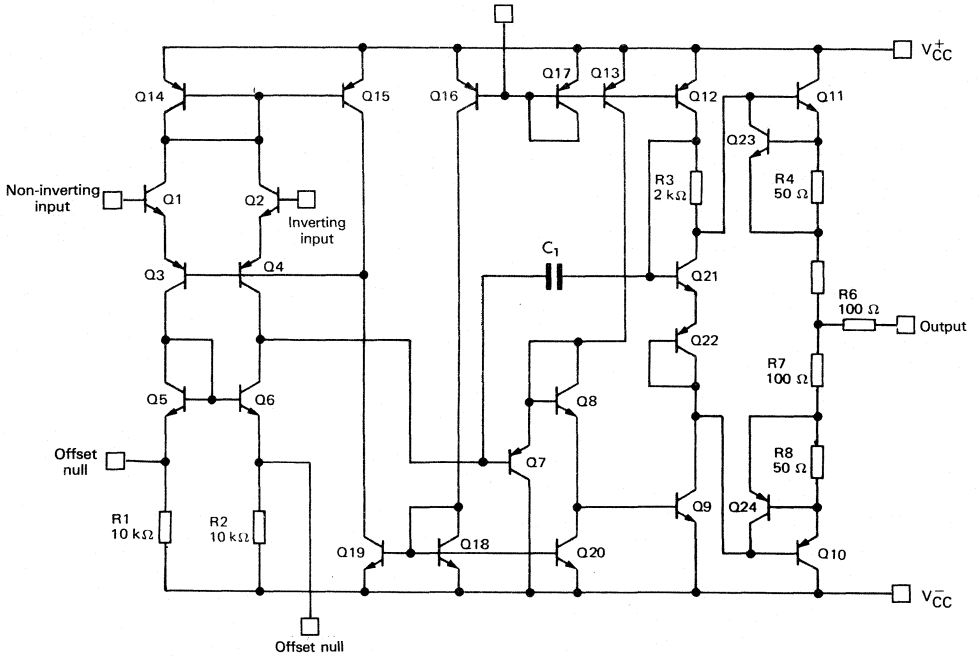 Q17 Q13
V+CC
Q14 Q15 Q16 Q12 Q11
Q23
Non-inverting
input
Q1 Q2
Inverting
input
R3
2 kΩ
R4
50 Ω
C1
Q3 Q4 Q21
R6
100 Ω
Output
Q22
R7
100 Ω
Q5 Q6 Q8
Offset
null
Q7
R8
50 Ω
R1
10 kΩ
R2
10 kΩ
Q9 Q24
Q19 Q18 Q20 Q10
V−CC
Offset null